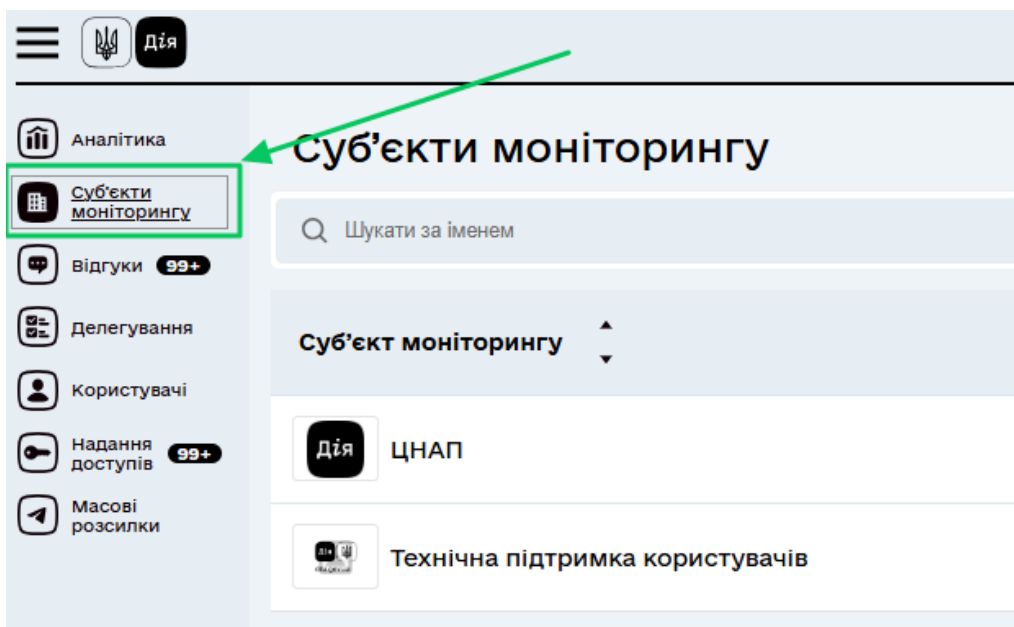 Дія
Аналітика
Суб'єкти
моніторингу
Відгуки 99+
Делегування
Користувачі
Надання
доступів 99+
Масові
розсилки
Суб'єкти моніторингу
Шукати за іменем
Суб'єкт моніторингу
Дія ЦНАП
Технічна підтримка користувачів